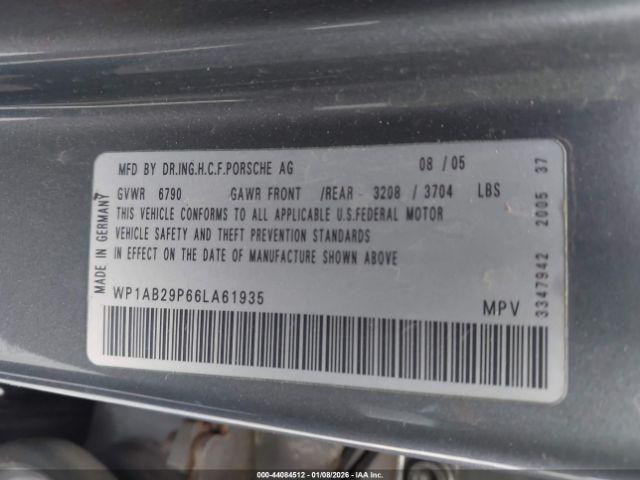 MFD BY DR.ING.H.C.F.PORSCHE AG 08 / 05
GVWR 6790 GAWR FRONT /REAR - 3208 / 3704 LBS
THIS VEHICLE CONFORMS TO ALL APPLICABLE U.S.FEDERAL MOTOR
VEHICLE SAFETY AND THEFT PREVENTION STANDARDS
IN EFFECT ON THE DATE OF MANUFACTURE SHOWN ABOVE
WP1AB29P66LA61935
MPV
MADE IN GERMANY
3347942 2005 37
000-44084512 - 01/08/2026 - IAAI.CA